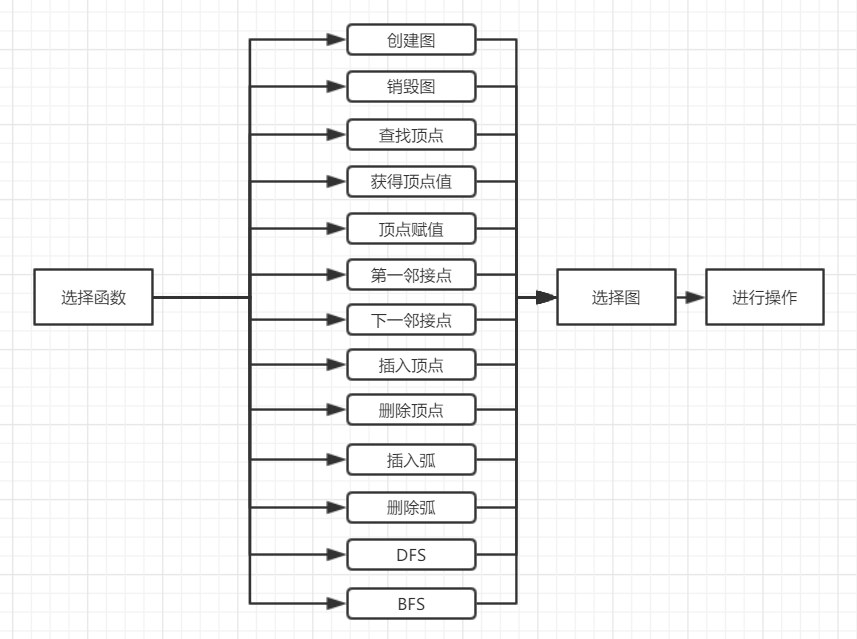 选择函数
创建图
销毁图
查找顶点
获得顶点值
顶点赋值
第一邻接点
下一邻接点
插入顶点
删除顶点
插入弧
删除弧
DFS
BFS
选择图
进行操作